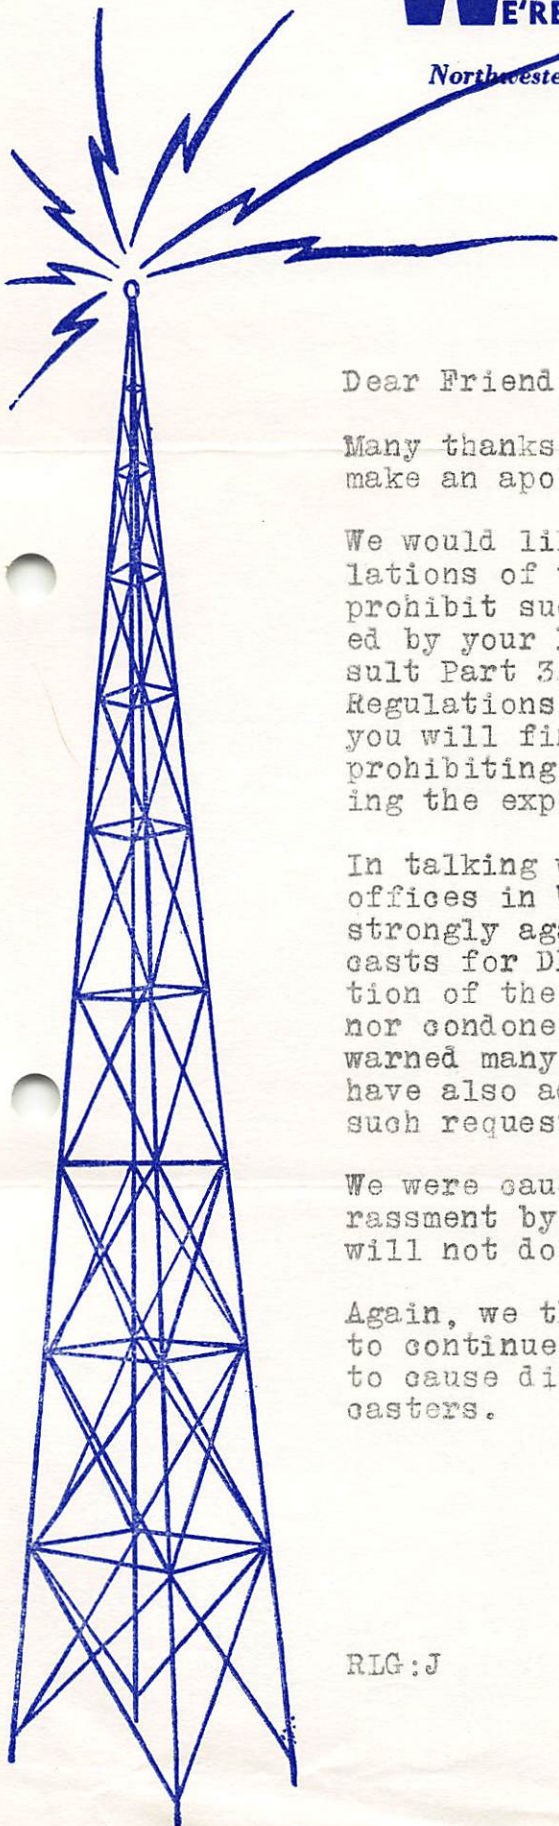 WE'RE
Northweste
Dear Friend
Many thanks
make an apo
We would li
lations of
prohibit su
ed by your
sult Part 3
Regulations
you will fi
prohibiting
ing the exp
In talking
offices in
strongly aga
casts for D
tion of the
nor condone
warned many
have also a
such reques
We were cau
rassment by
will not do
Again, we t
to continue
to cause di
casters.
RLG:J